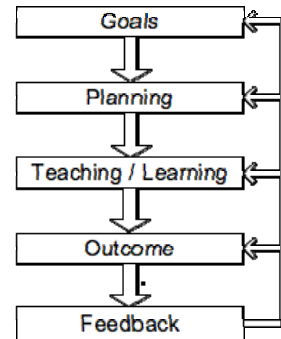 Goals
Planning
Teaching / Learning
Outcome
Feedback